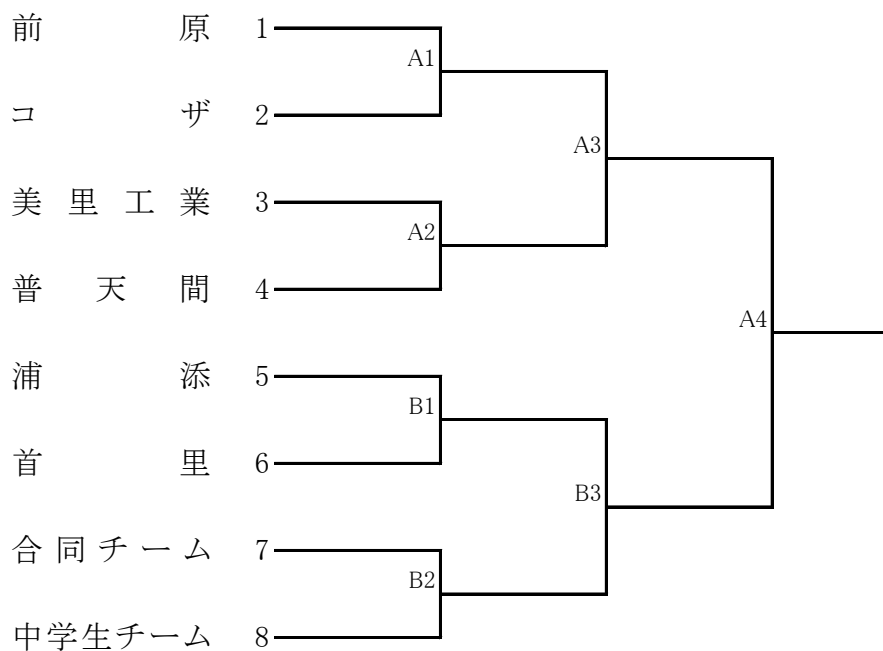 前原 1
A1
コザ 2
A3
美里工業 3
A2
普天間 4
A4
浦添 5
B1
首里 6
B3
合同チーム 7
B2
中学生チーム 8